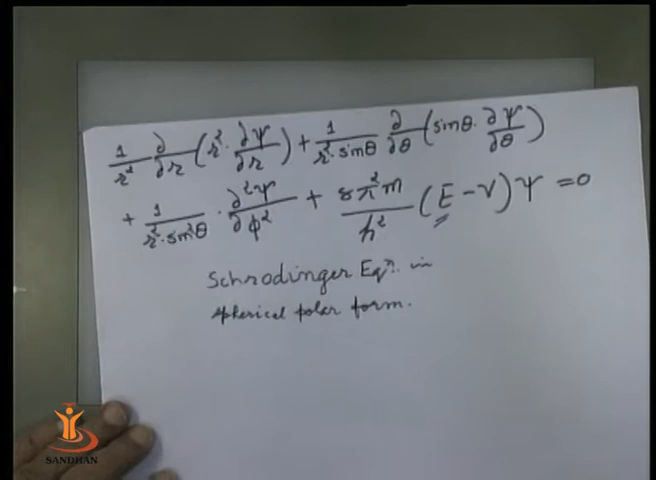 1/r² ∂/∂r (r² · ∂ψ/∂r) + 1/r²·sinθ ∂/∂θ (sinθ · ∂ψ/∂θ)
+ 1/r²·sin²θ · ∂²ψ/∂ϕ² + 8π²m/h² (E - V) ψ = 0
Schrodinger Eqⁿ. in
spherical polar form.
SANDHAN